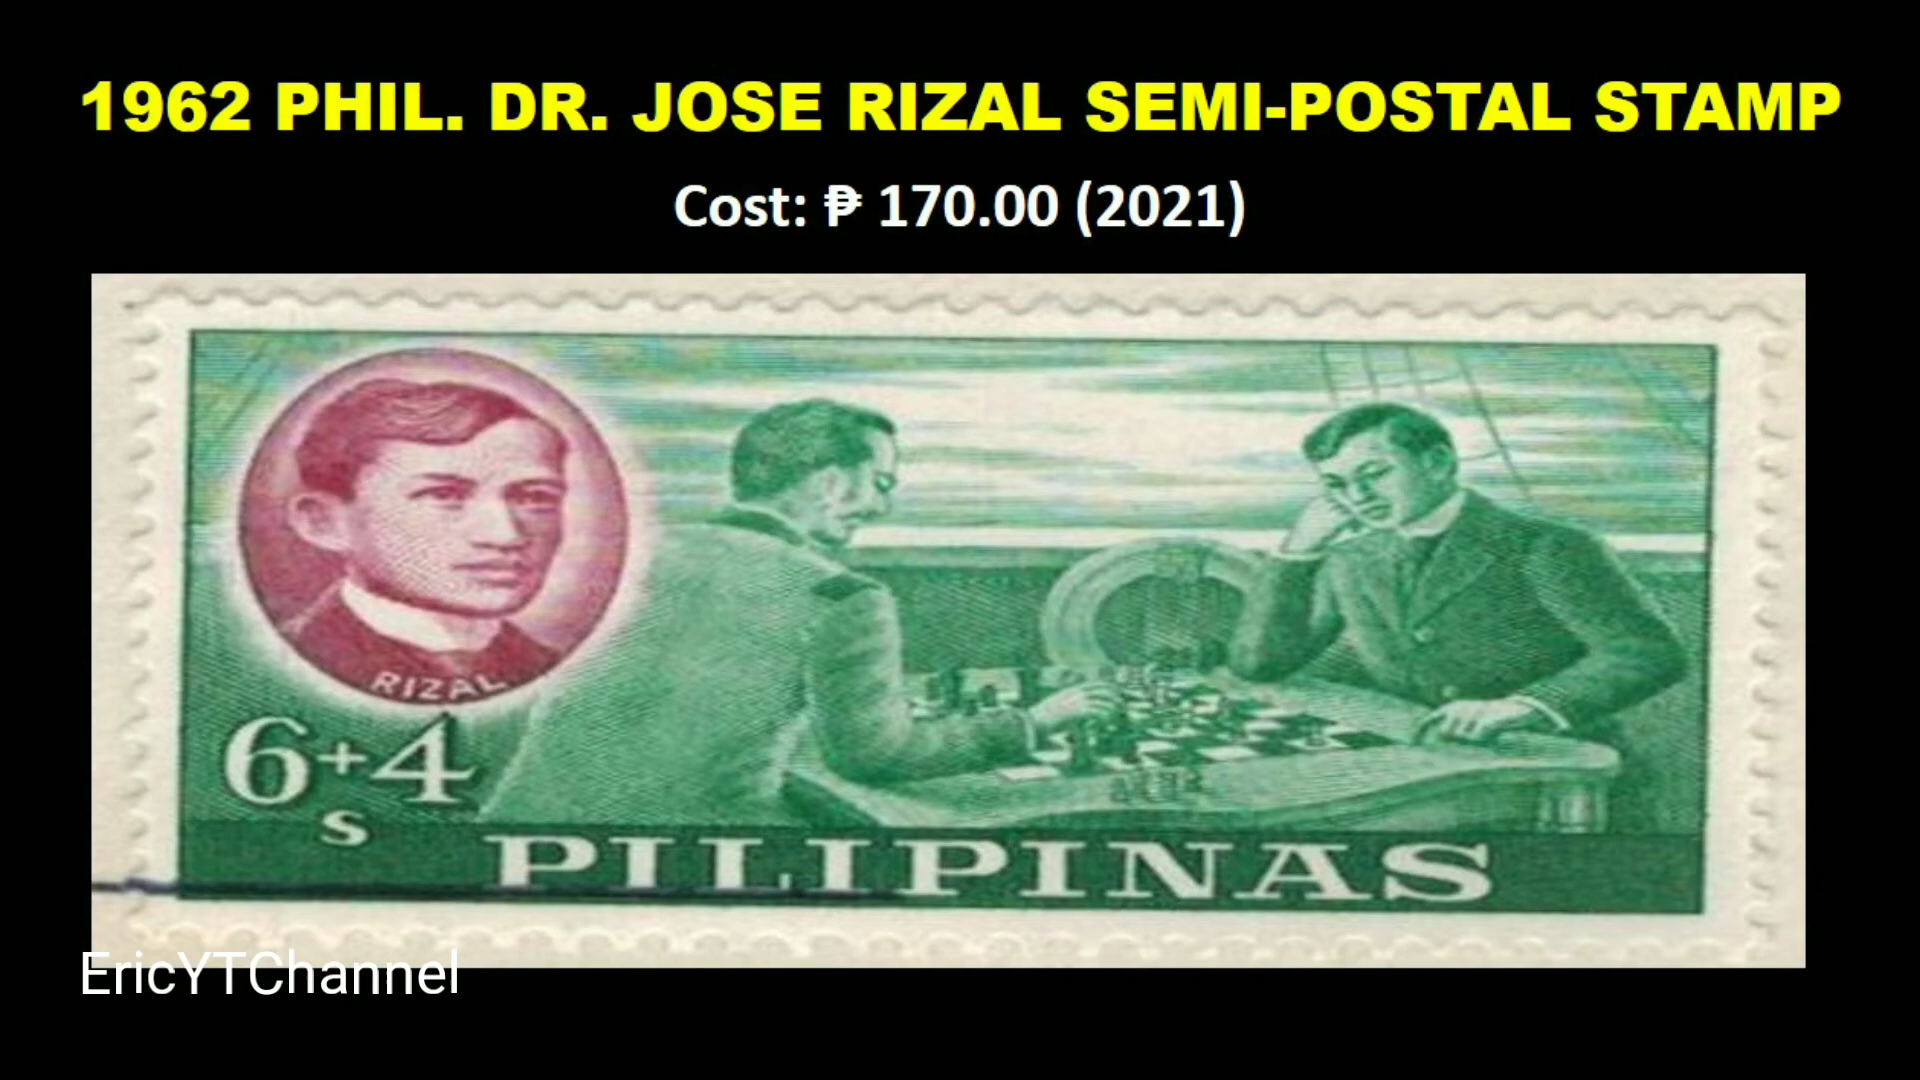 1962 PHIL. DR. JOSE RIZAL SEMI-POSTAL STAMP
Cost: ₱ 170.00 (2021)
RIZAL
6+4
s
PILIPINAS
EricYTChannel